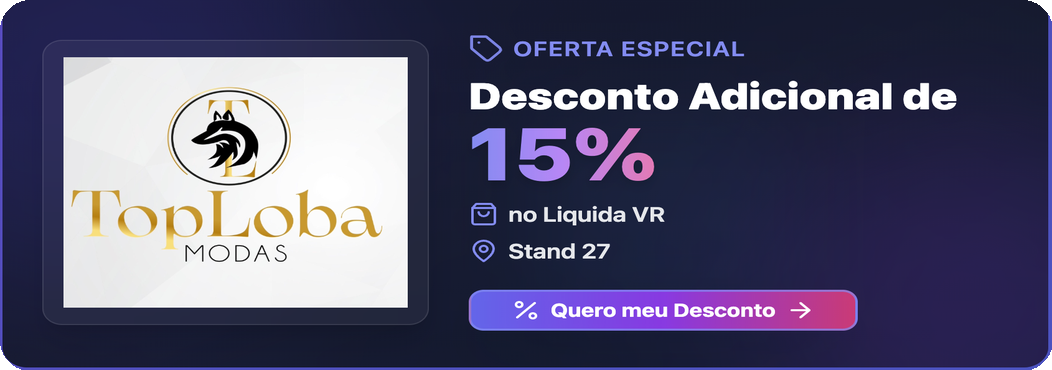 TL
TopLoba
MODAS
OFERTA ESPECIAL
Desconto Adicional de
15%
no Liquida VR
Stand 27
Quero meu Desconto